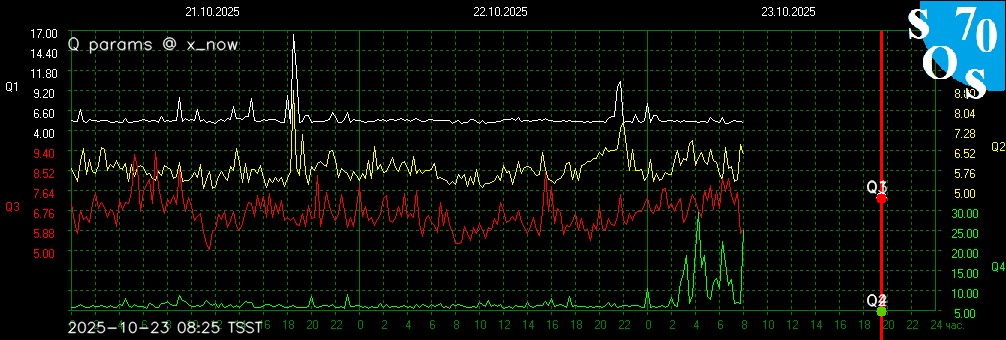 21.10.2025 22.10.2025 23.10.2025
S 70
O
S
Q params @ x_now
17.00
14.40
11.80
Q1
9.20 8.80
6.60 8.04
4.00 7.28
Q2
9.40 6.52
8.52 5.76
7.64 5.00
Q3
Q3 6.76 30.00
5.88 25.00
5.00 20.00
Q4
15.00
10.00
5.00
2025-10-23 08:25 TSST
18 20 22 0 2 4 6 8 10 12 14 16 18 20 22 0 2 4 6 8 10 12 14 16 18 20 22 24 час.